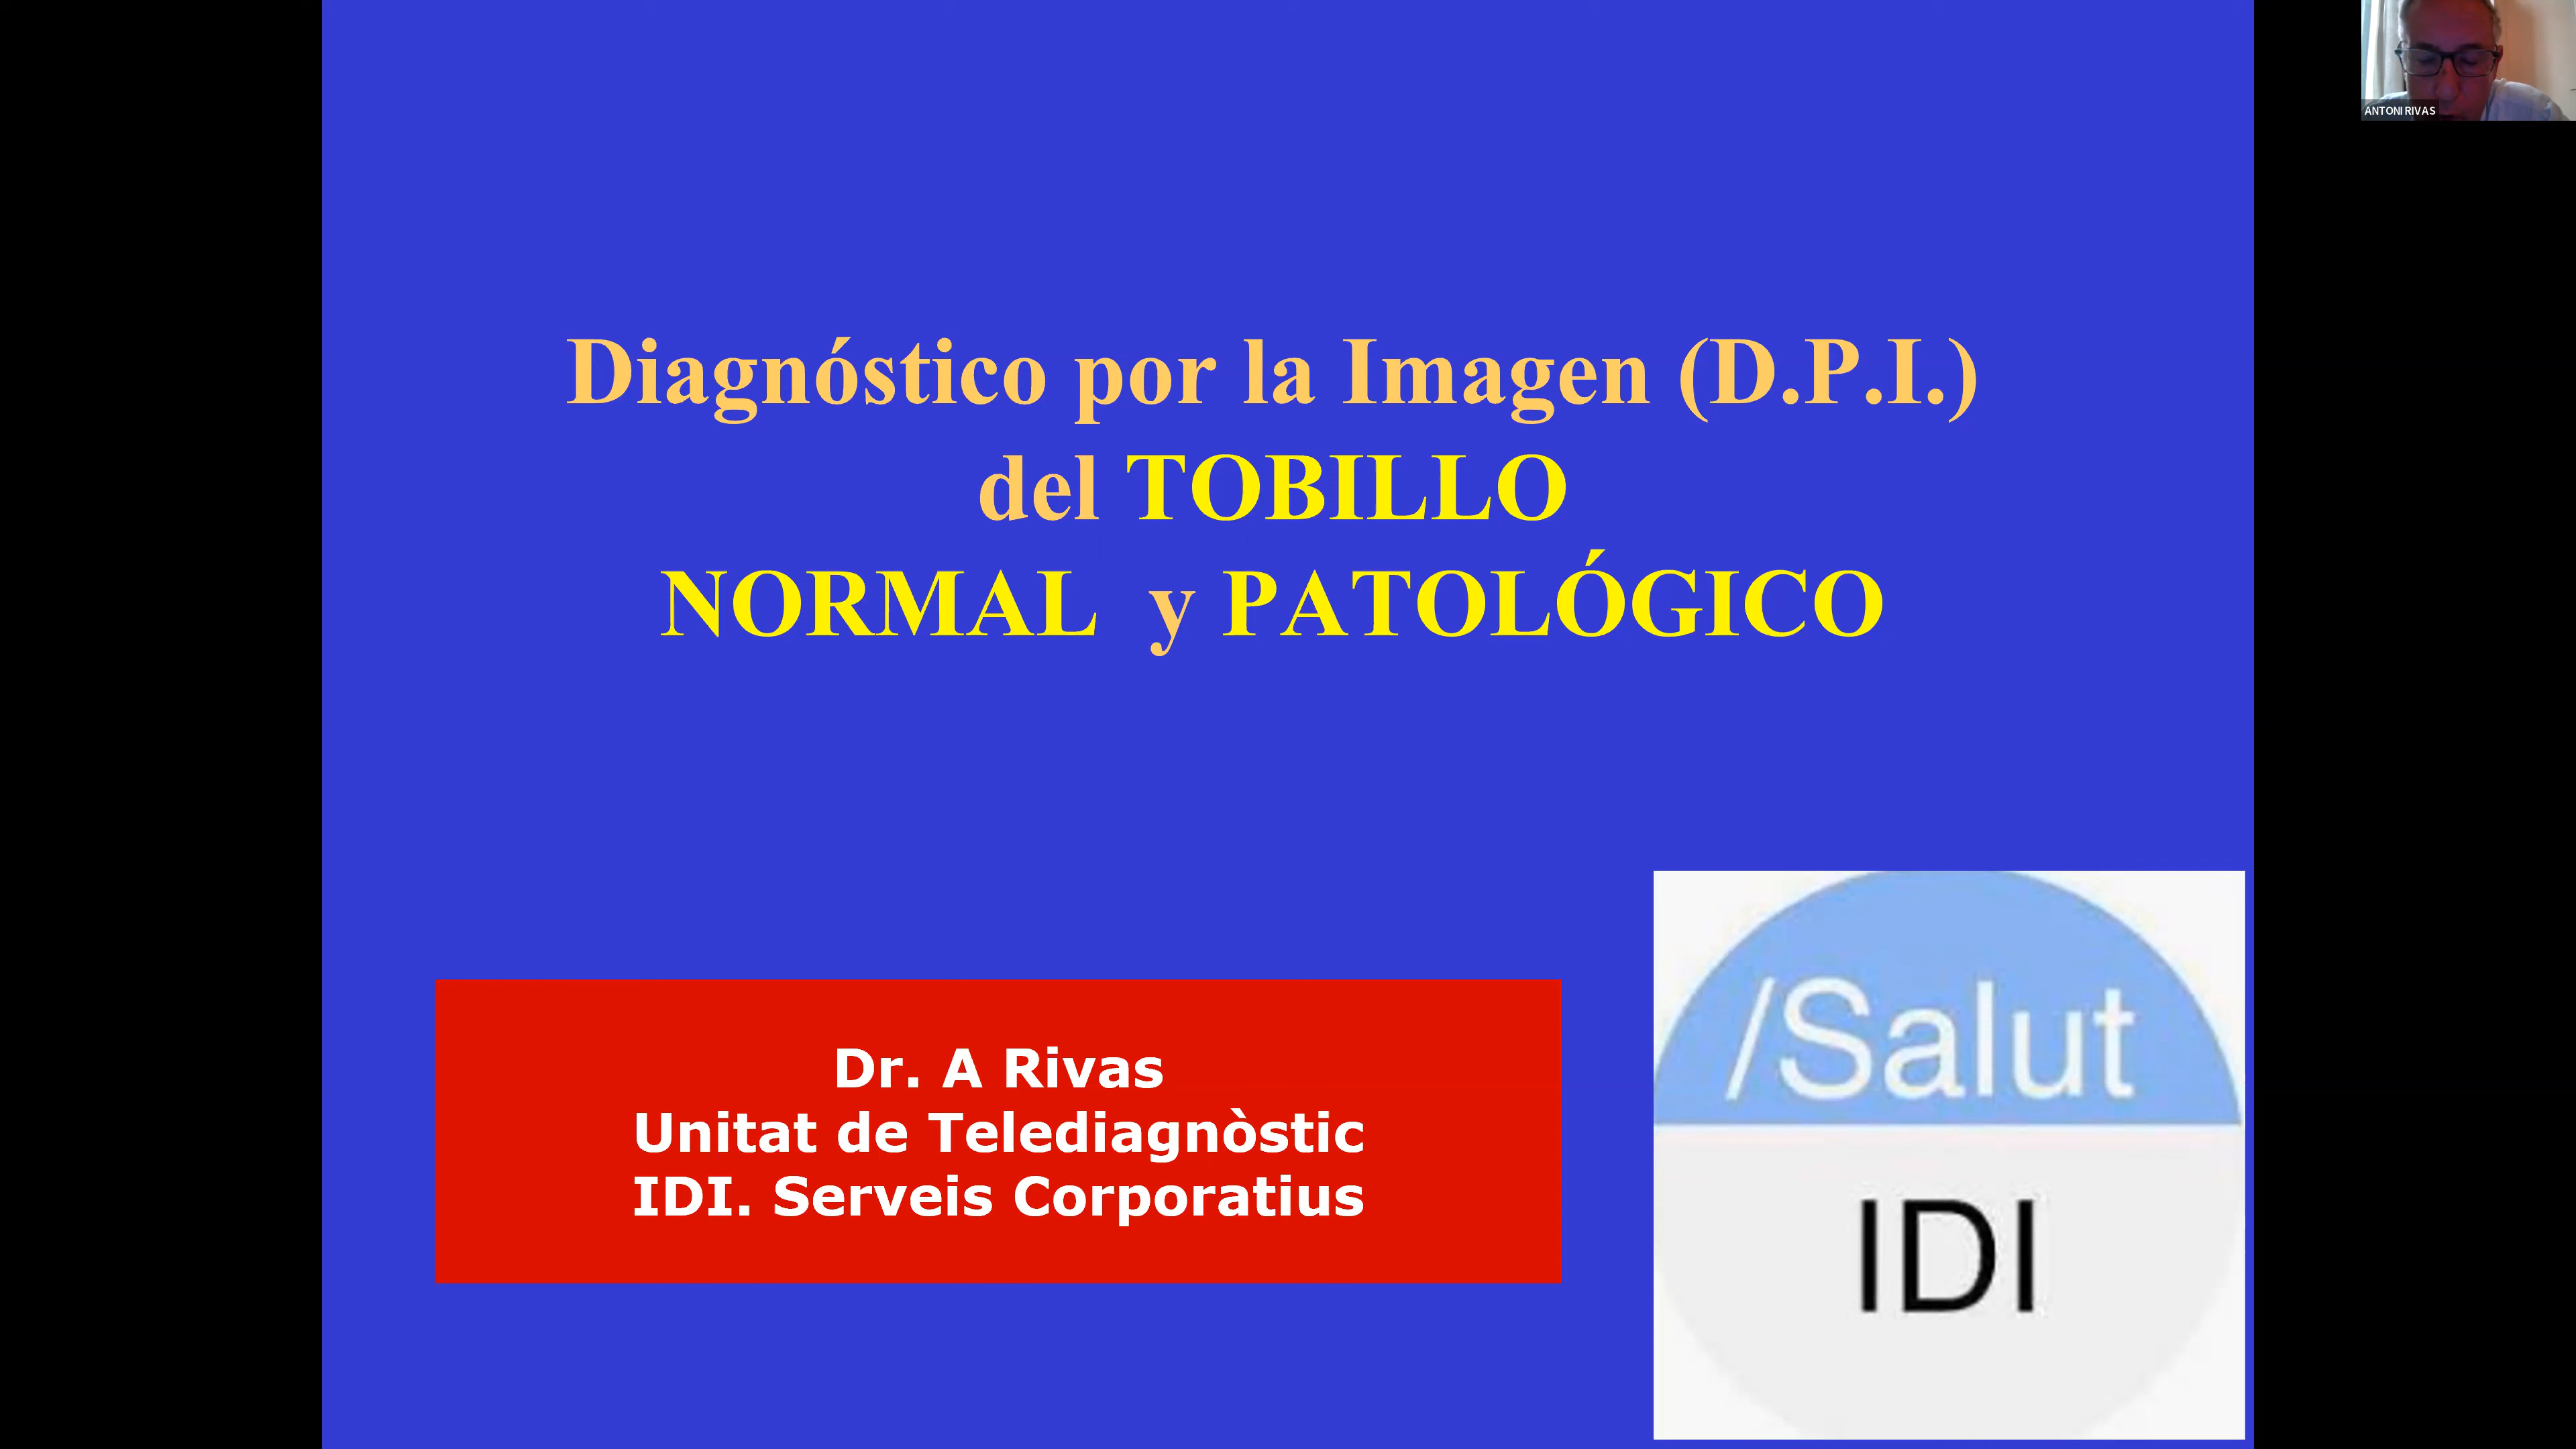 Diagnóstico por la Imagen (D.P.I.)
del TOBILLO
NORMAL y PATOLÓGICO
Dr. A Rivas
Unitat de Telediagnòstic
IDI. Serveis Corporatius
/Salut
IDI
ANTONI RIVAS